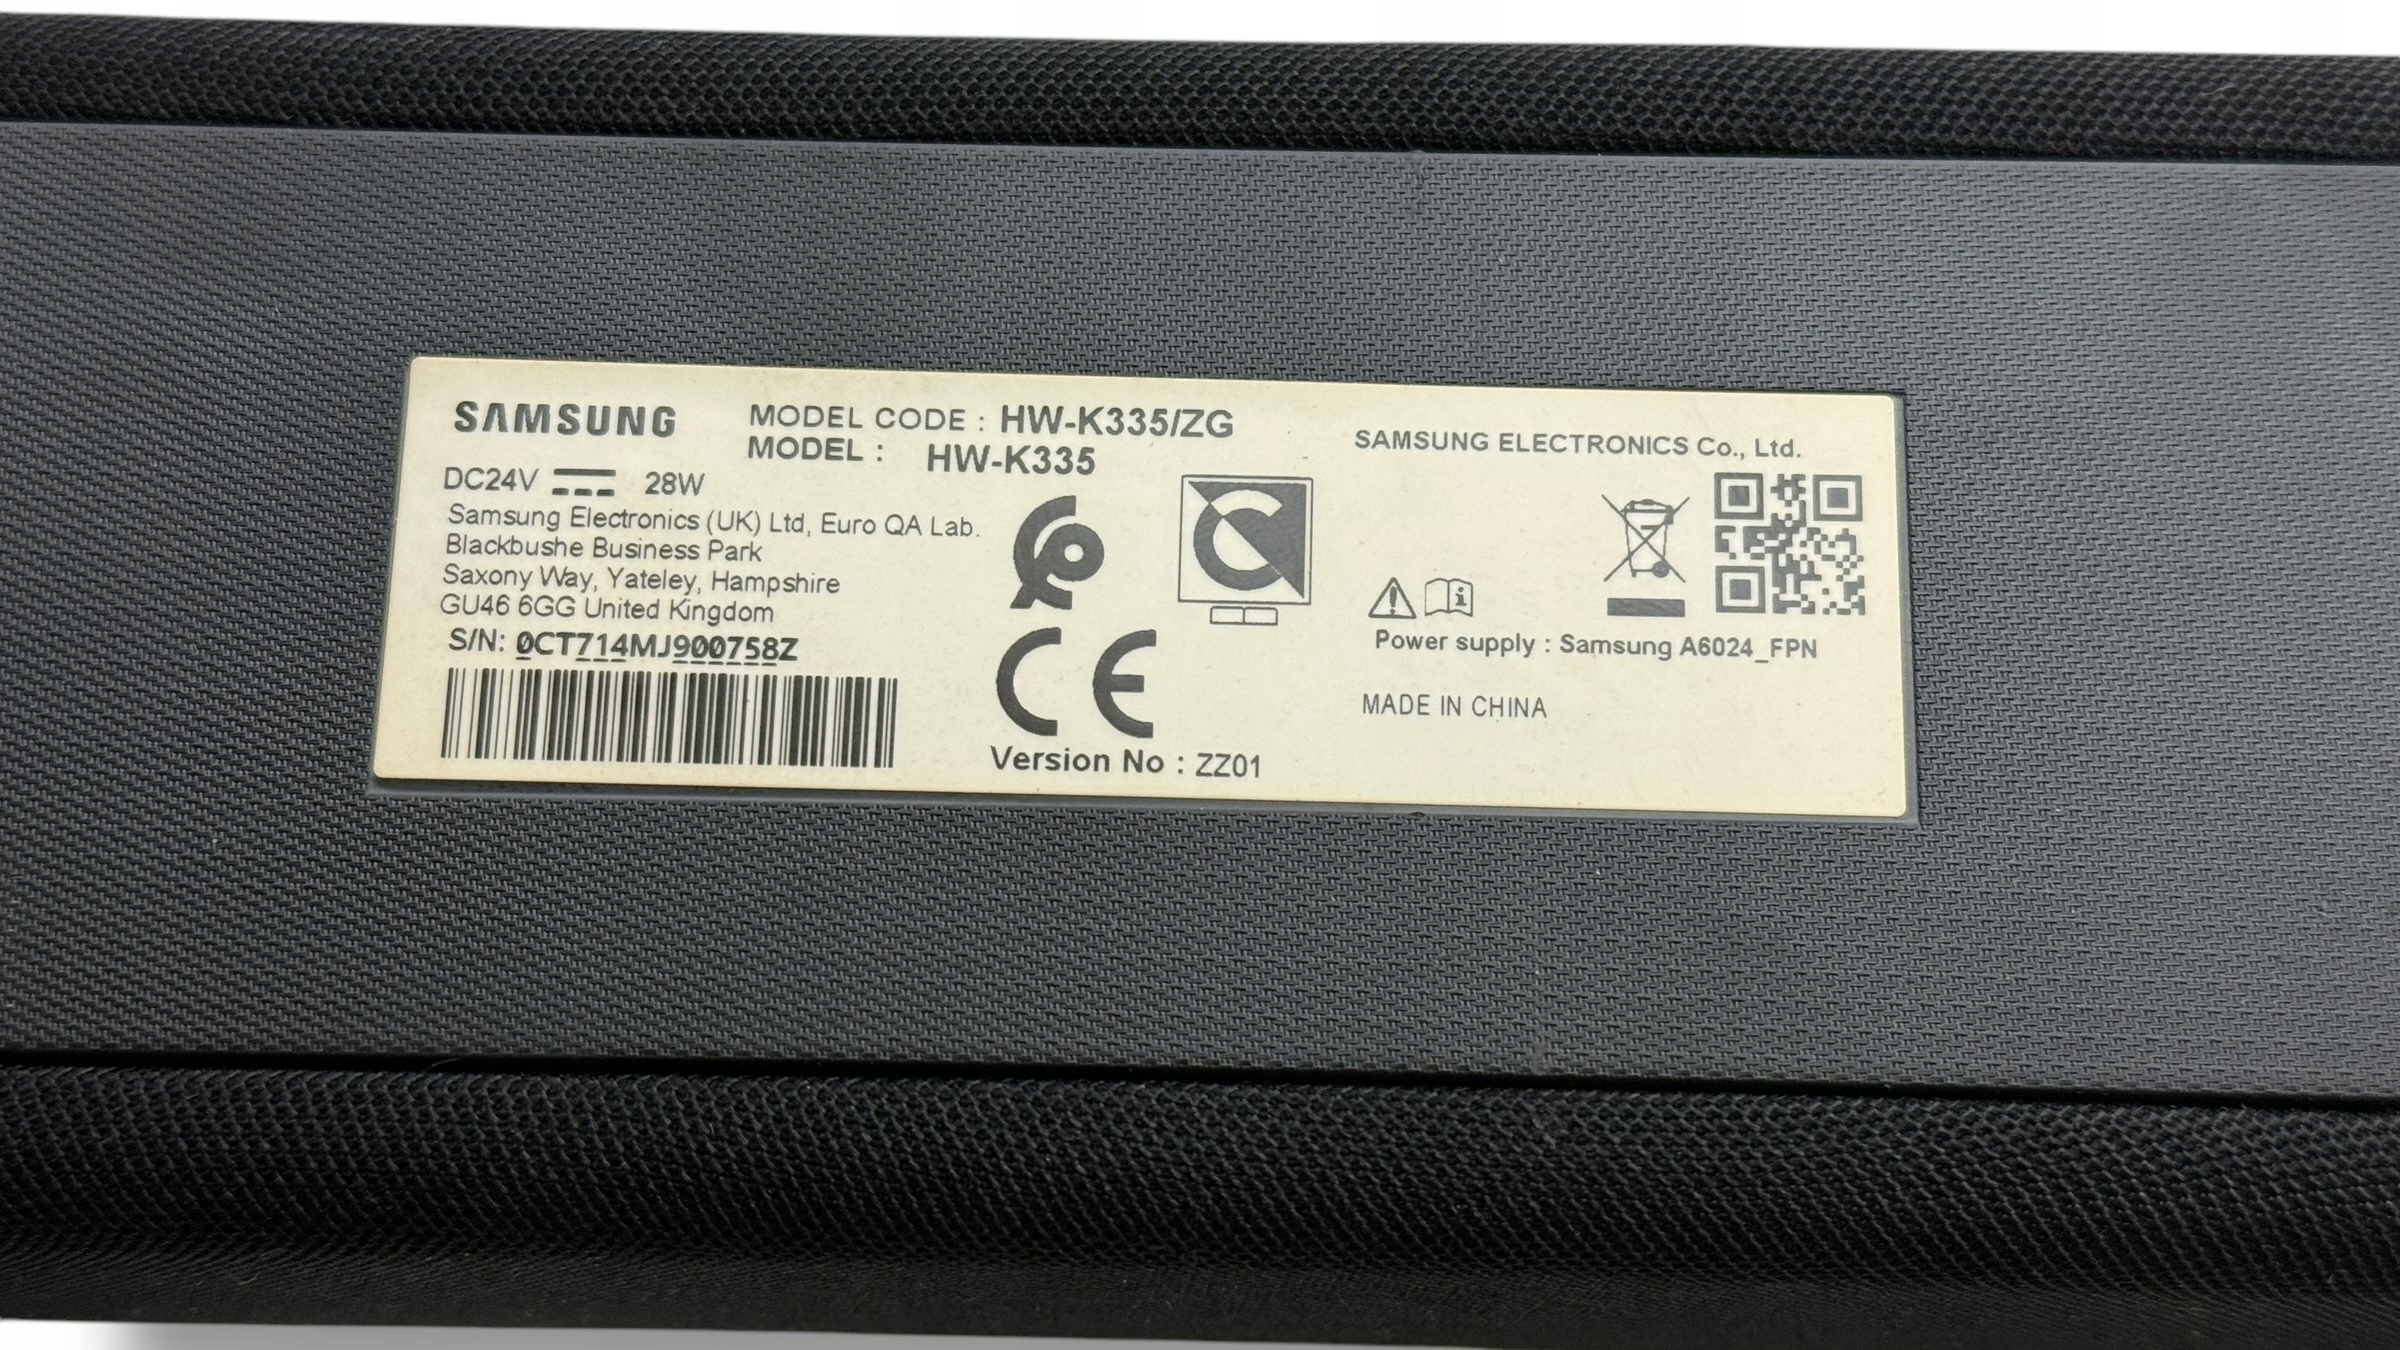 SAMSUNG
MODEL CODE : HW-K335/ZG
MODEL : HW-K335
DC24V 28W
Samsung Electronics (UK) Ltd, Euro QA Lab.
Blackbushe Business Park
Saxony Way, Yateley, Hampshire
GU46 6GG United Kingdom
S/N: 0CT714MJ900758Z
CE
Version No : ZZ01
SAMSUNG ELECTRONICS Co., Ltd.
Power supply : Samsung A6024_FPN
MADE IN CHINA